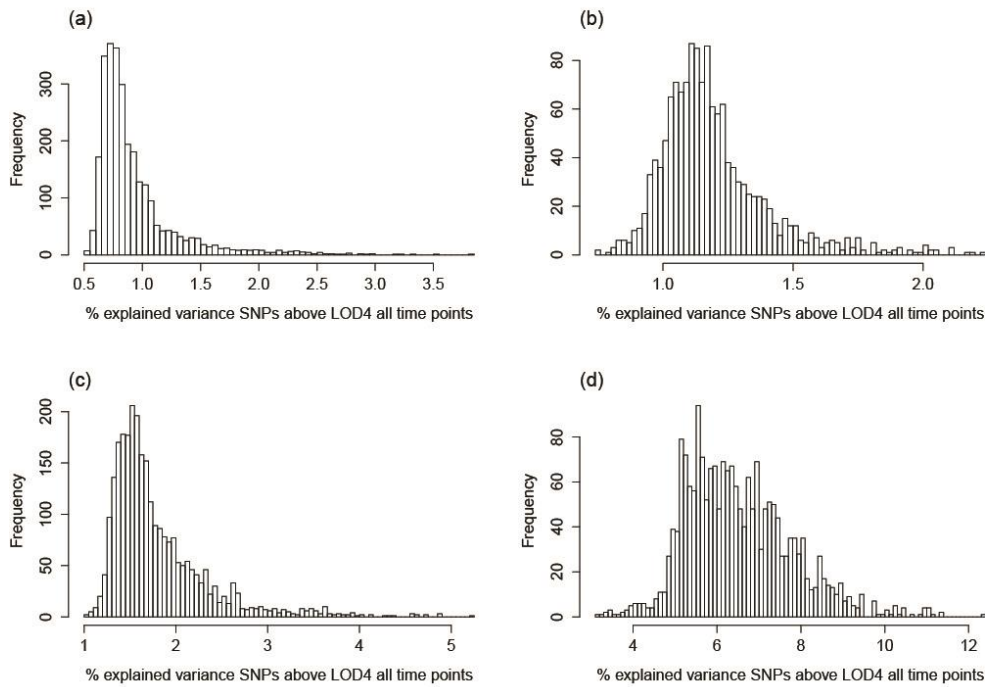 (a)
Frequency
0 100 200 300
0.5 1.0 1.5 2.0 2.5 3.0 3.5
% explained variance SNPs above LOD4 all time points
(b)
Frequency
0 20 40 60 80
1.0 1.5 2.0
% explained variance SNPs above LOD4 all time points
(c)
Frequency
0 50 100 150 200
1 2 3 4 5
% explained variance SNPs above LOD4 all time points
(d)
Frequency
0 20 40 60 80
4 6 8 10 12
% explained variance SNPs above LOD4 all time points